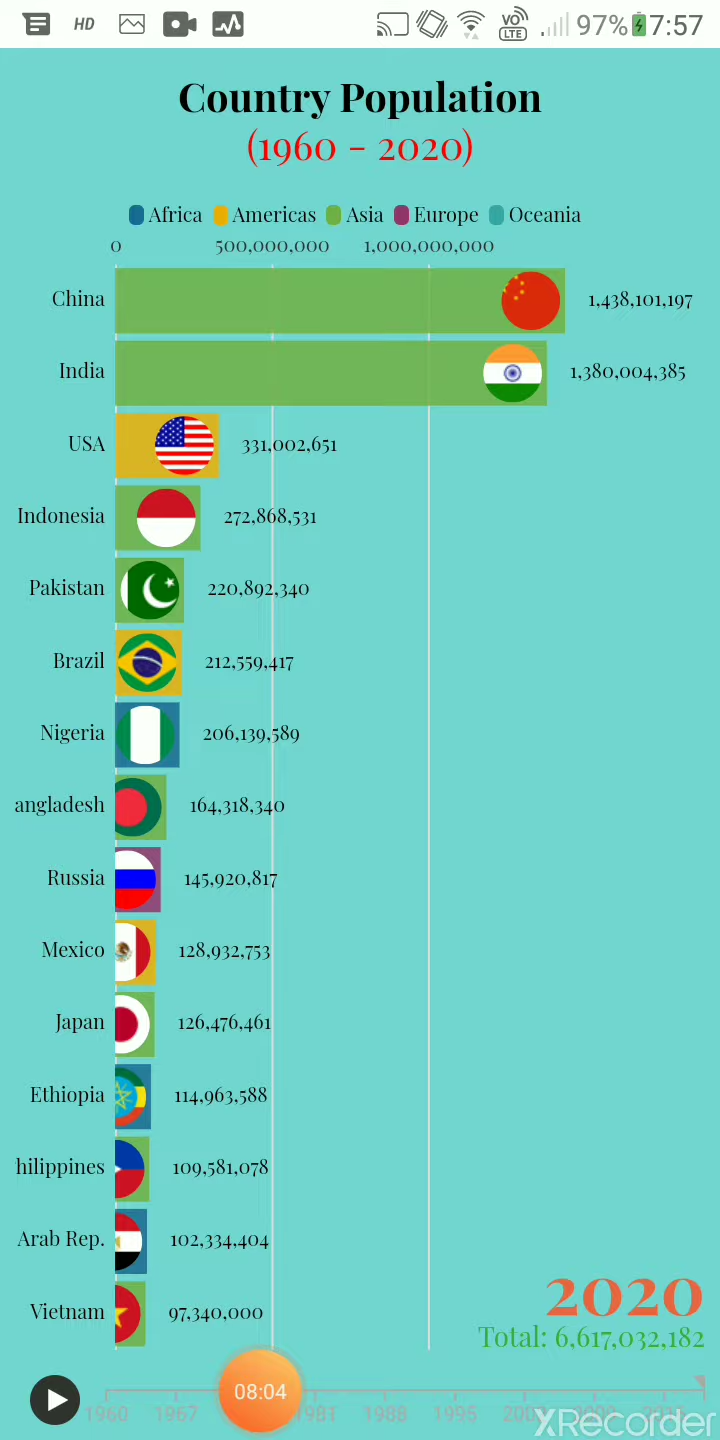 HD VO LTE 97% 7:57
Country Population
(1960 - 2020)
Africa Americas Asia Europe Oceania
0 500,000,000 1,000,000,000
China 1,438,101,197
India 1,380,004,385
USA 331,002,651
Indonesia 272,868,531
Pakistan 220,892,340
Brazil 212,559,417
Nigeria 206,139,589
angladesh 164,318,340
Russia 145,920,817
Mexico 128,932,753
Japan 126,476,461
Ethiopia 114,963,588
hilippines 109,581,078
Arab Rep. 102,334,404
Vietnam 97,340,000
2020
Total: 6,617,032,182
08:04
1960 1967 1981 1988 1995
XRecorder